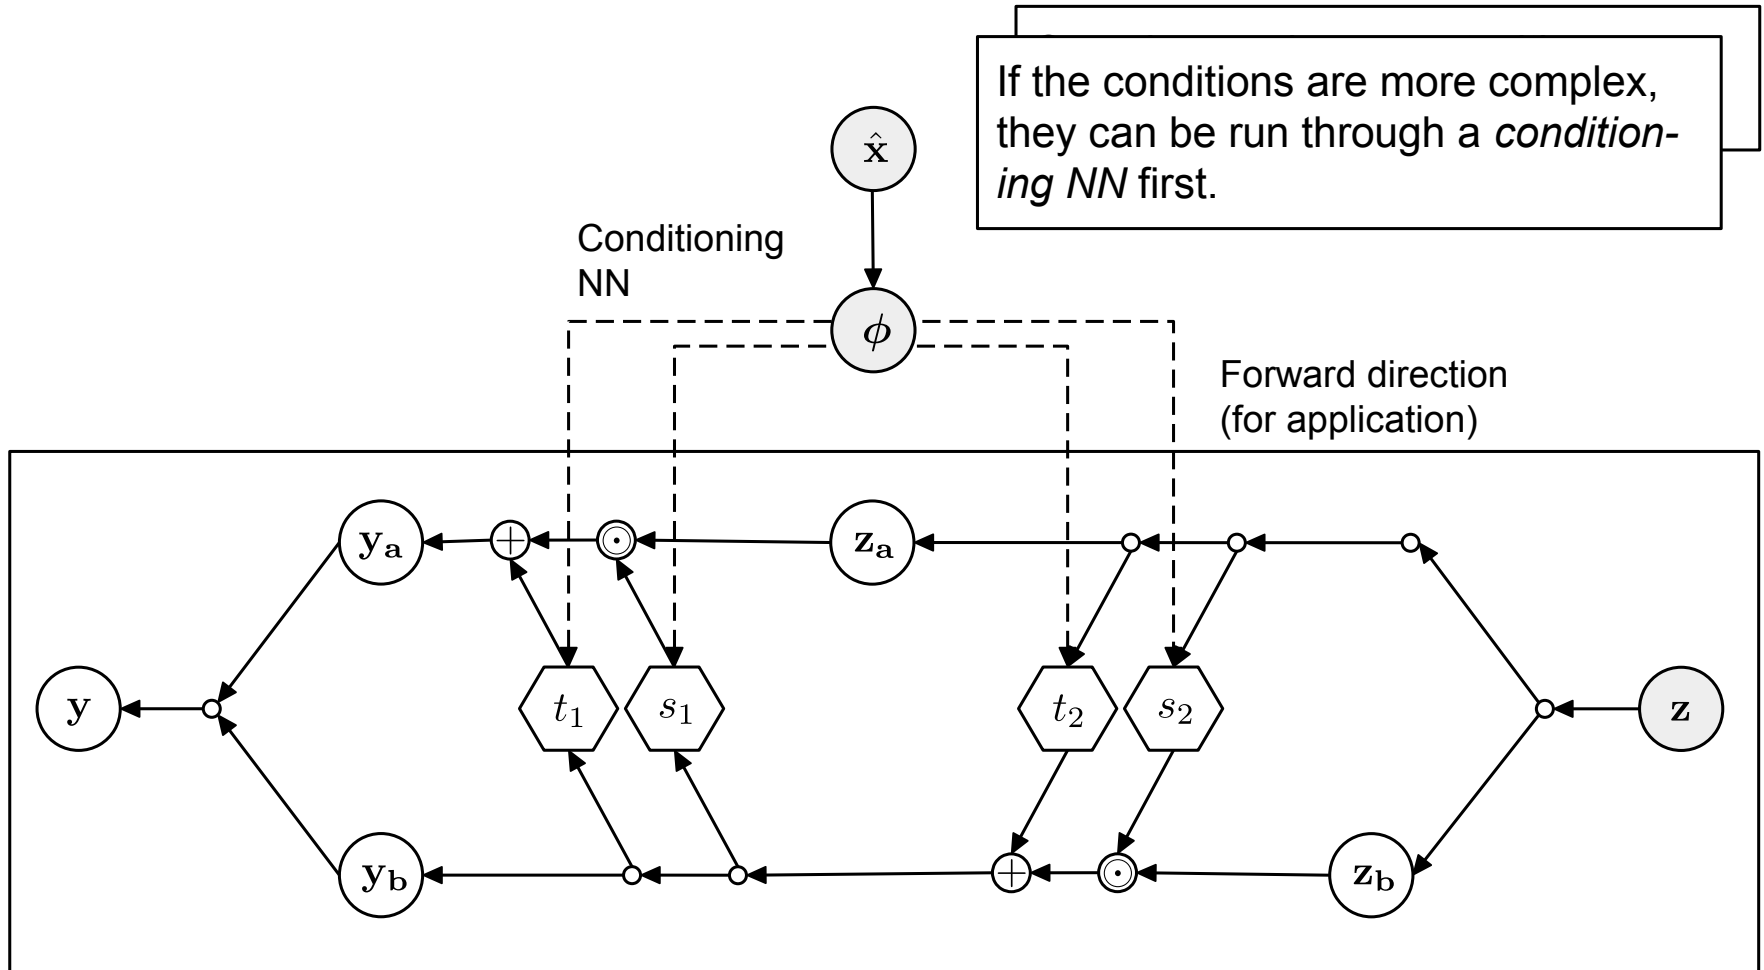 If the conditions are more complex,
they can be run through a condition-
ing NN first.
x̂
Conditioning
NN
ϕ
Forward direction
(for application)
y_a + ⊙ z_a
y t_1 s_1 t_2 s_2 z
y_b + ⊙ z_b